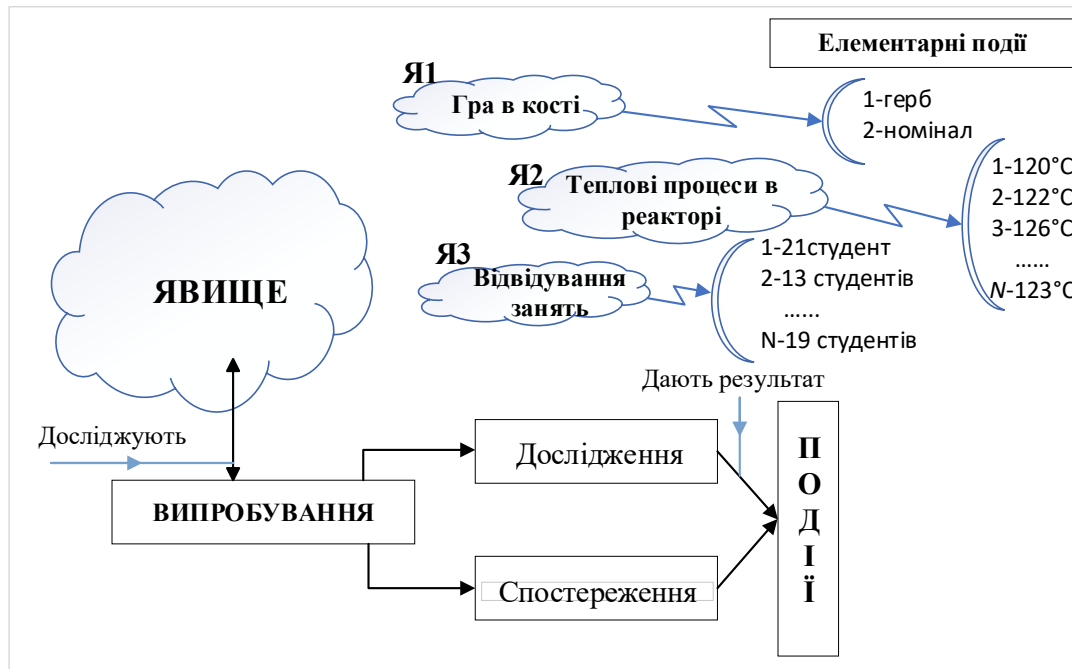 Елементарні події
Я1
Гра в кості
1-герб
2-номінал
Я2
Теплові процеси в
реакторі
1-120°C
2-122°C
3-126°C
......
N-123°C
Я3
Відвідування
занять
1-21студент
2-13 студентів
......
N-19 студентів
ЯВИЩЕ
Дають результат
Досліджують
ВИПРОБУВАННЯ
Дослідження
Спостереження
П
О
Д
І
Ї